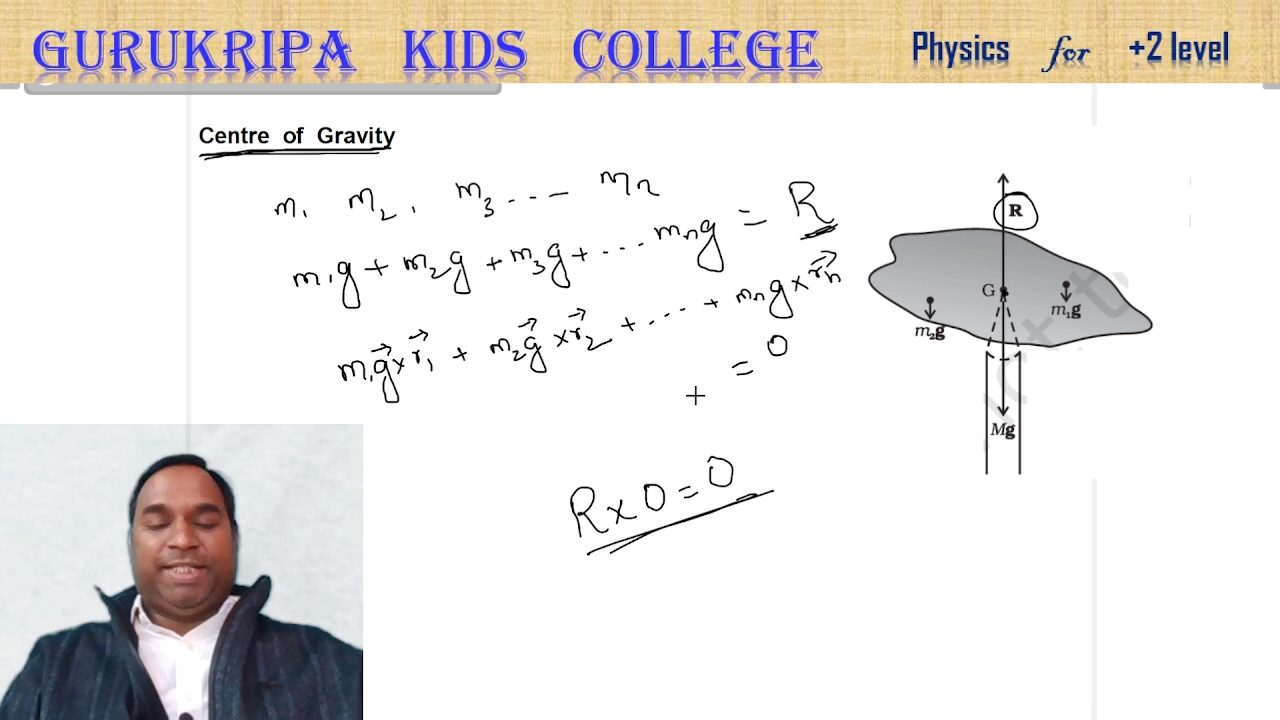 GURUKRIPA KIDS COLLEGE
Physics for +2 level
Centre of Gravity
m₁ m₂, m₃ ... mₙ
m₁g + m₂g + m₃g + ... mₙg = R
m₁g⃗ × r⃗₁ + m₂g⃗ × r⃗₂ + ... + mₙg × r⃗ₙ
= 0
+
R × 0 = 0
R
G
m₁g
m₂g
Mg